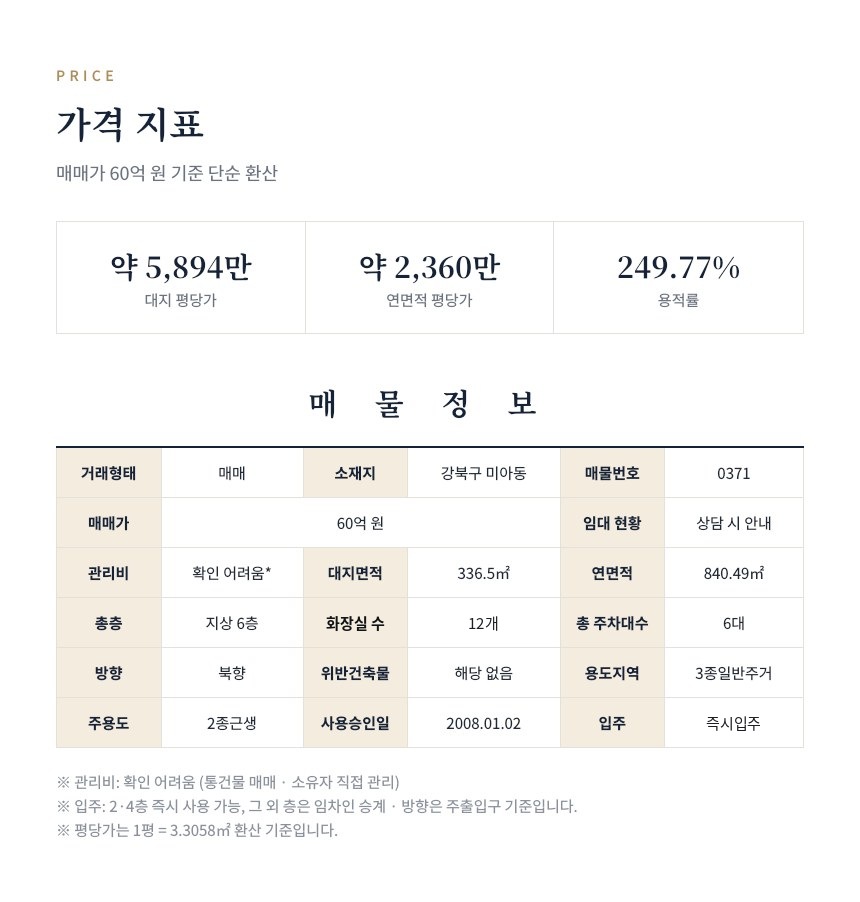 PRICE
가격 지표
매매가 60억 원 기준 단순 환산
약 5,894만 약 2,360만 249.77%
대지 평당가 연면적 평당가 용적률
매 물 정 보
거래형태 매매 소재지 강북구 미아동 매물번호 0371
매매가 60억 원 임대 현황 상담 시 안내
관리비 확인 어려움* 대지면적 336.5㎡ 연면적 840.49㎡
총층 지상 6층 화장실 수 12개 총 주차대수 6대
방향 북향 위반건축물 해당 없음 용도지역 3종일반주거
주용도 2종근생 사용승인일 2008.01.02 입주 즉시입주
※ 관리비: 확인 어려움 (통건물 매매 · 소유자 직접 관리)
※ 입주: 2·4층 즉시 사용 가능, 그 외 층은 임차인 승계 · 방향은 주출입구 기준입니다.
※ 평당가는 1평 = 3.3058㎡ 환산 기준입니다.